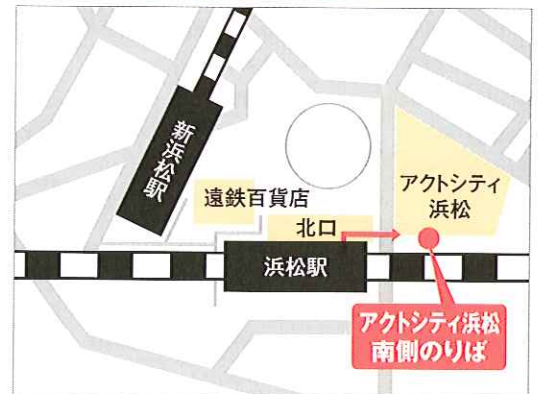 新浜松駅
遠鉄百貨店
アクトシティ
浜松
北口
浜松駅
アクトシティ浜松
南側のりば